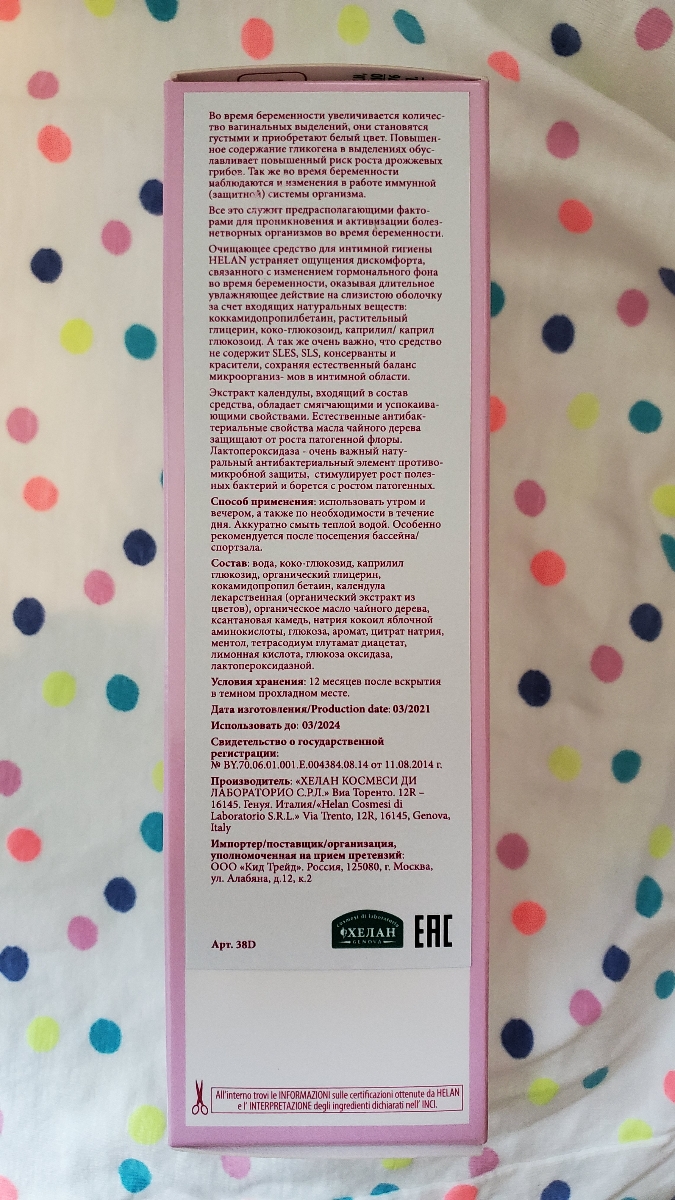 Во время беременности увеличивается количес-
тво вагинальных выделений, они становятся
густыми и приобретают белый цвет. Повышен-
ное содержание гликогена в выделениях обус-
лавливает повышенный риск роста дрожжевых
грибов. Так же во время беременности
наблюдаются и изменения в работе иммунной
(защитной) системы организма.
Все это служит предрасполагающими факто-
рами для проникновения и активизации болез-
нетворных организмов во время беременности.
Очищающее средство для интимной гигиены
HELAN устраняет ощущения дискомфорта,
связанного с изменением гормонального фона
во время беременности, оказывая длительное
увлажняющее действие на слизистою оболочку
за счет входящих натуральных веществ:
коккамидопропилбетаин, растительный
глицерин, коко-глюкозоид, каприлил/ каприл
глюкозоид. А так же очень важно, что средство
не содержит SLES, SLS, консерванты и
красители, сохраняя естественный баланс
микроорганиз- мов в интимной области.
Экстракт календулы, входящий в состав
средства, обладает смягчающими и успокаива-
ющими свойствами. Естественные антибак-
териальные свойства масла чайного дерева
защищают от роста патогенной флоры.
Лактопероксидаза - очень важный нату-
ральный антибактериальный элемент противо-
микробной защиты, стимулирует рост полез-
ных бактерий и борется с ростом патогенных.
Способ применения: использовать утром и
вечером, а также по необходимости в течение
дня. Аккуратно смыть теплой водой. Особенно
рекомендуется после посещения бассейна/
спортзала.
Состав: вода, коко-глюкозид, каприлил
глюкозид, органический глицерин,
кокамидопропил бетаин, календула
лекарственная (органический экстракт из
цветов), органическое масло чайного дерева,
ксантановая камедь, натрия кокоил яблочной
аминокислоты, глюкоза, аромат, цитрат натрия,
ментол, тетрасодиум глутамат диацетат,
лимонная кислота, глюкоза оксидаза,
лактопероксидазной.
Условия хранения: 12 месяцев после вскрытия
в темном прохладном месте.
Дата изготовления/Production date: 03/2021
Использовать до: 03/2024
Свидетельство о государственной
регистрации:
№ BY.70.06.01.001.Е.004384.08.14 от 11.08.2014 г.
Производитель: «ХЕЛАН КОСМЕСИ ДИ
ЛАБОРАТОРИО С.Р.Л.» Виа Торенто. 12R –
16145. Генуя. Италия/«Helan Cosmesi di
Laboratorio S.R.L.» Via Trento, 12R, 16145, Genova,
Italy
Импортер/поставщик/организация,
уполномоченная на прием претензий:
ООО «Кид Трейд». Россия, 125080, г. Москва,
ул. Алабяна, д.12, к.2
cosmesi di laboratorio
ХЕЛАН
GENOVA
EAC
Арт. 38D
All'interno trovi le INFORMAZIONI sulle certificazioni ottenute da HELAN
e l' INTERPRETAZIONE degli ingredienti dichiarati nell' INCI.